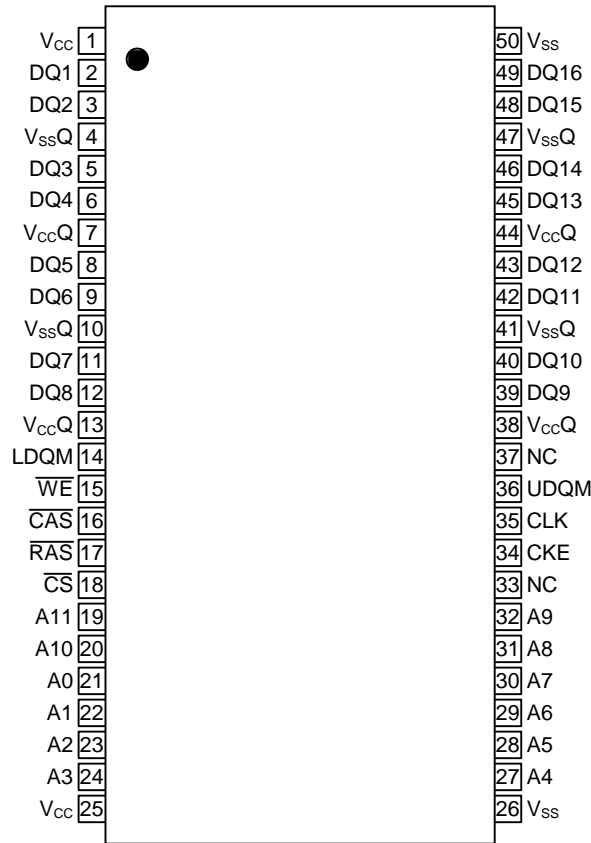 VCC 1 50 VSS
DQ1 2 49 DQ16
DQ2 3 48 DQ15
VSSQ 4 47 VSSQ
DQ3 5 46 DQ14
DQ4 6 45 DQ13
VCCQ 7 44 VCCQ
DQ5 8 43 DQ12
DQ6 9 42 DQ11
VSSQ 10 41 VSSQ
DQ7 11 40 DQ10
DQ8 12 39 DQ9
VCCQ 13 38 VCCQ
LDQM 14 37 NC
W̅E̅ 15 36 UDQM
C̅A̅S̅ 16 35 CLK
R̅A̅S̅ 17 34 CKE
C̅S̅ 18 33 NC
A11 19 32 A9
A10 20 31 A8
A0 21 30 A7
A1 22 29 A6
A2 23 28 A5
A3 24 27 A4
VCC 25 26 VSS